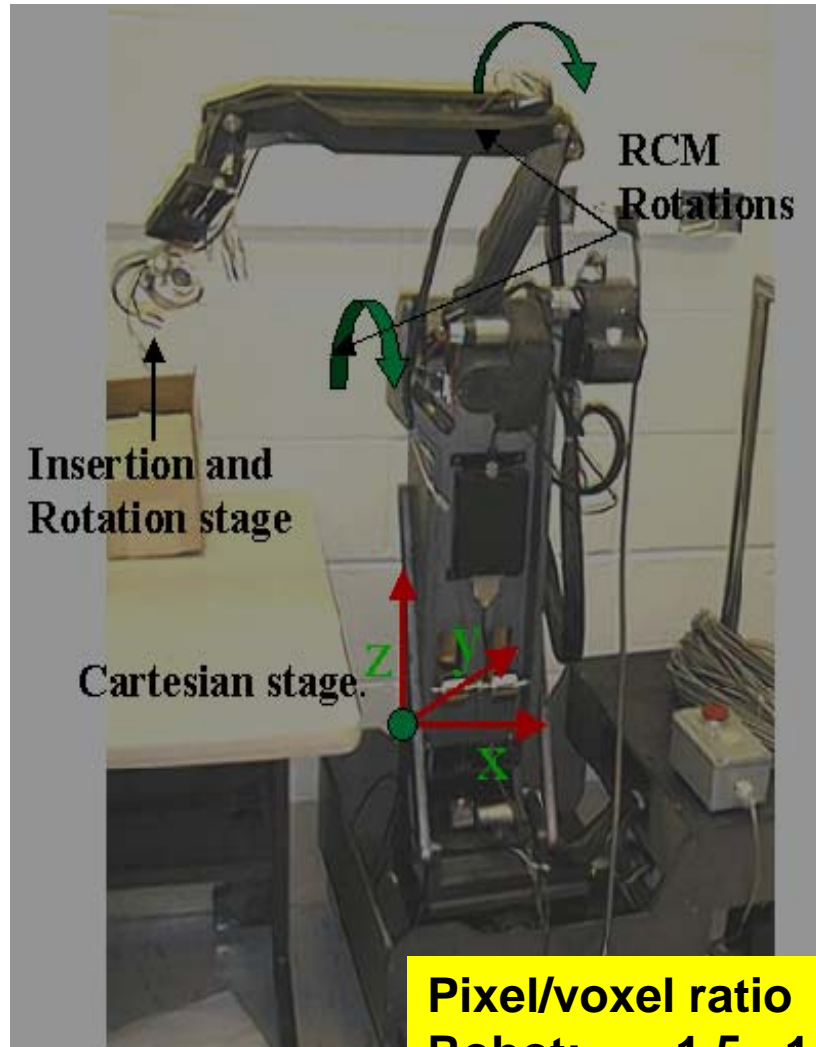 RCM
Rotations
Insertion and
Rotation stage
z
y
Cartesian stage.
x
Pixel/voxel ratio